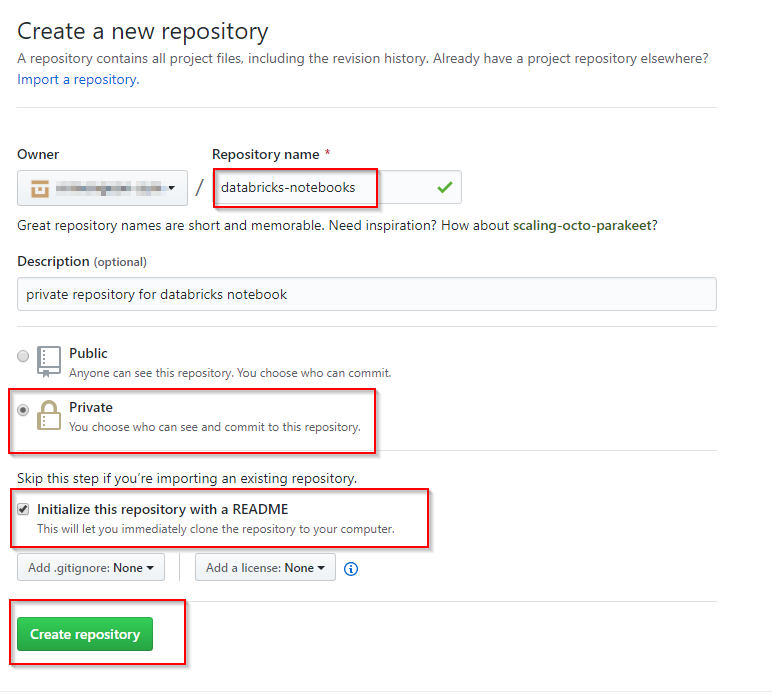 Create a new repository
A repository contains all project files, including the revision history. Already have a project repository elsewhere?
Import a repository.
Owner
Repository name *
/
databricks-notebooks
Great repository names are short and memorable. Need inspiration? How about scaling-octo-parakeet?
Description (optional)
private repository for databricks notebook
Public
Anyone can see this repository. You choose who can commit.
Private
You choose who can see and commit to this repository.
Skip this step if you’re importing an existing repository.
Initialize this repository with a README
This will let you immediately clone the repository to your computer.
Add .gitignore: None
Add a license: None
Create repository